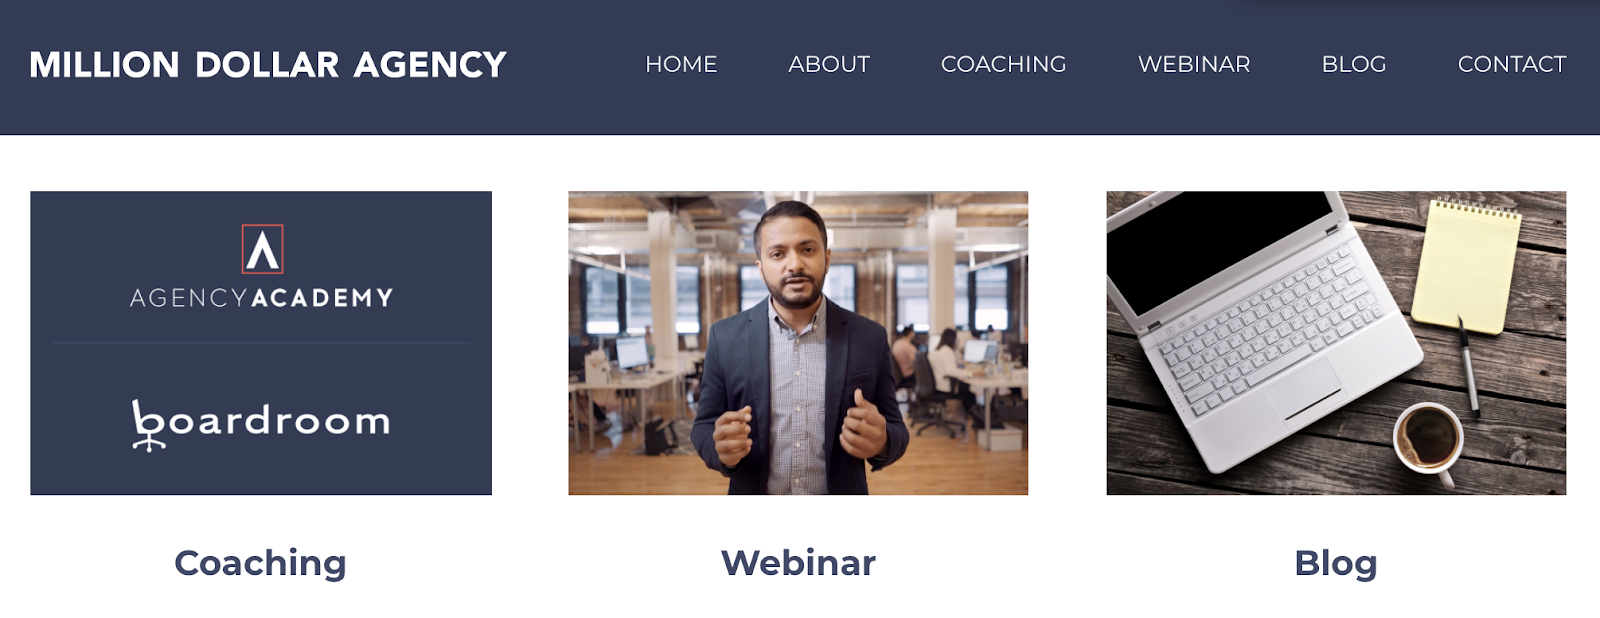 MILLION DOLLAR AGENCY
HOME ABOUT COACHING WEBINAR BLOG CONTACT
AGENCYACADEMY
boardroom
Coaching
Webinar
Blog